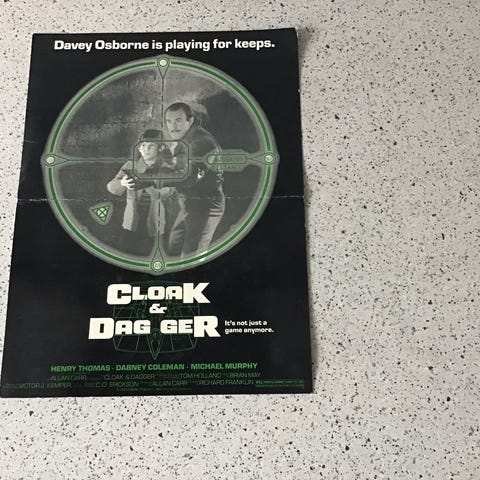 Davey Osborne is playing for keeps.
CLOAK
&
DAGGER
It's not just a
game anymore.
HENRY THOMAS · DABNEY COLEMAN · MICHAEL MURPHY
ALLAN CARR "CLOAK & DAGGER" TOM HOLLAND BRIAN MAY
VICTOR J. KEMPER C.O. ERICKSON ALLAN CARR RICHARD FRANKLIN